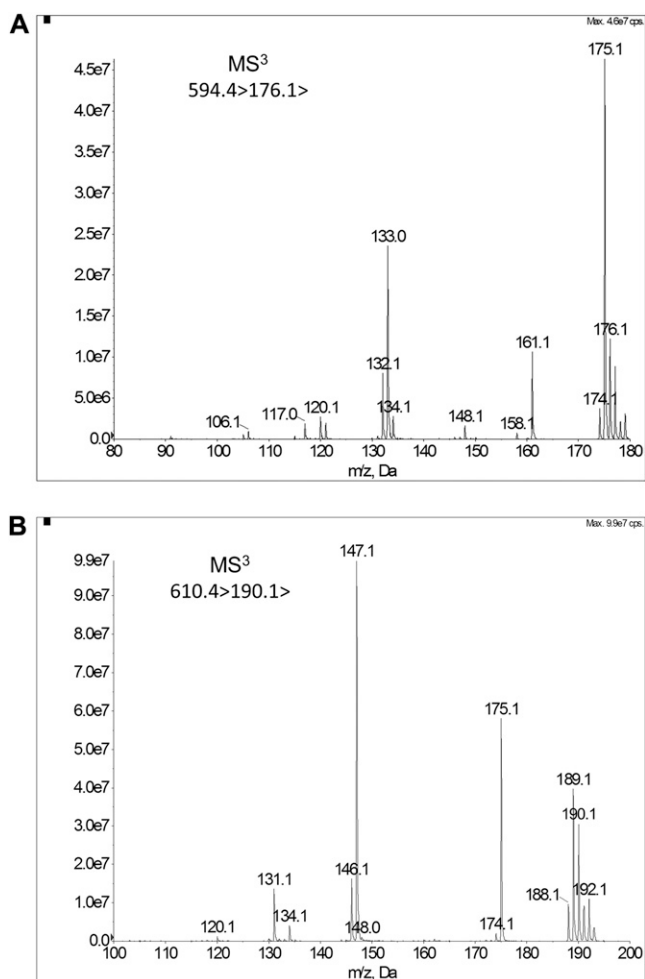 A
Max. 4.6e7 cps.
MS³
594.4>176.1>
4.5e7
4.0e7
3.5e7
3.0e7
2.5e7
2.0e7
1.5e7
1.0e7
5.0e6
0.0
175.1
133.0
176.1
161.1
132.1
174.1
134.1
120.1
117.0
148.1
106.1
158.1
80 90 100 110 120 130 140 150 160 170 180
m/z, Da
B
Max. 9.9e7 cps.
MS³
610.4>190.1>
9.9e7
9.0e7
8.0e7
7.0e7
6.0e7
5.0e7
4.0e7
3.0e7
2.0e7
1.0e7
0.0
147.1
175.1
189.1
190.1
146.1
131.1
188.1
192.1
134.1
120.1
148.0
174.1
100 110 120 130 140 150 160 170 180 190 200
m/z, Da